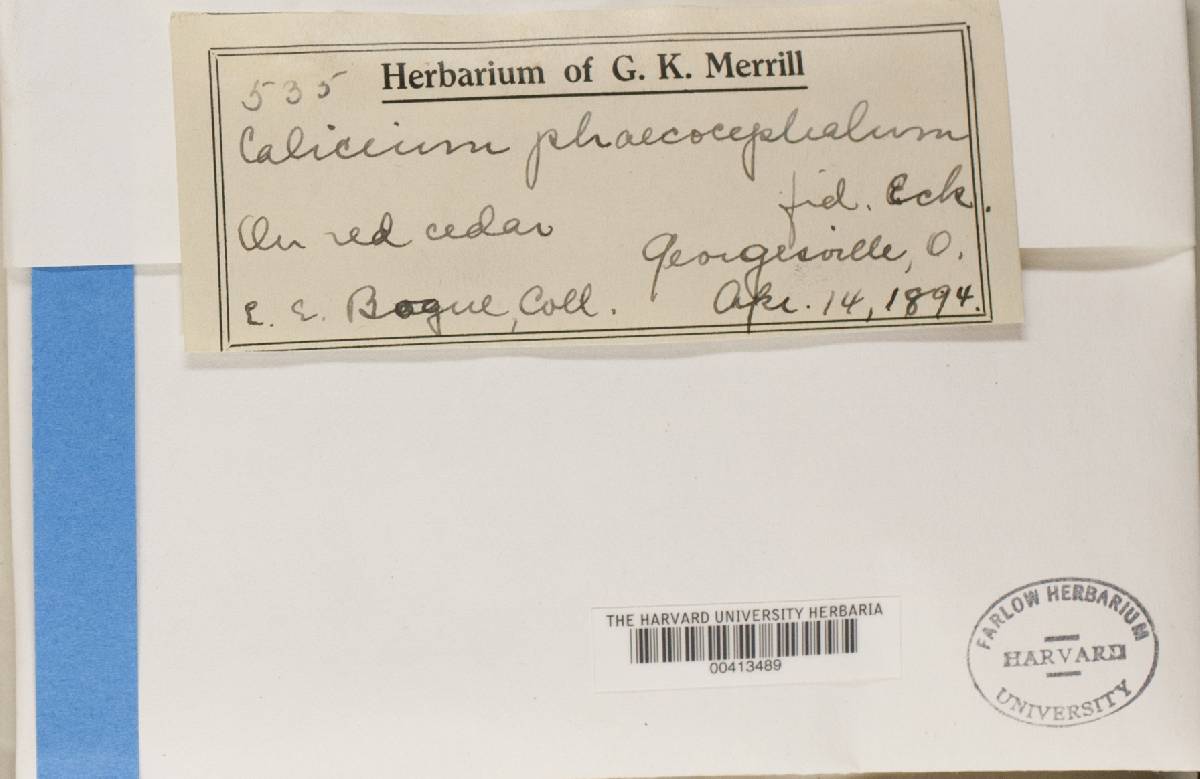 Herbarium of G. K. Merrill
535
Calicium phaecocephalum
fid. Eck.
On red cedar
Georgesville, O.
E. E. Bogue, Coll. Apr. 14, 1894.
THE HARVARD UNIVERSITY HERBARIA
00413489
FARLOW HERBARIUM
HARVARD
UNIVERSITY